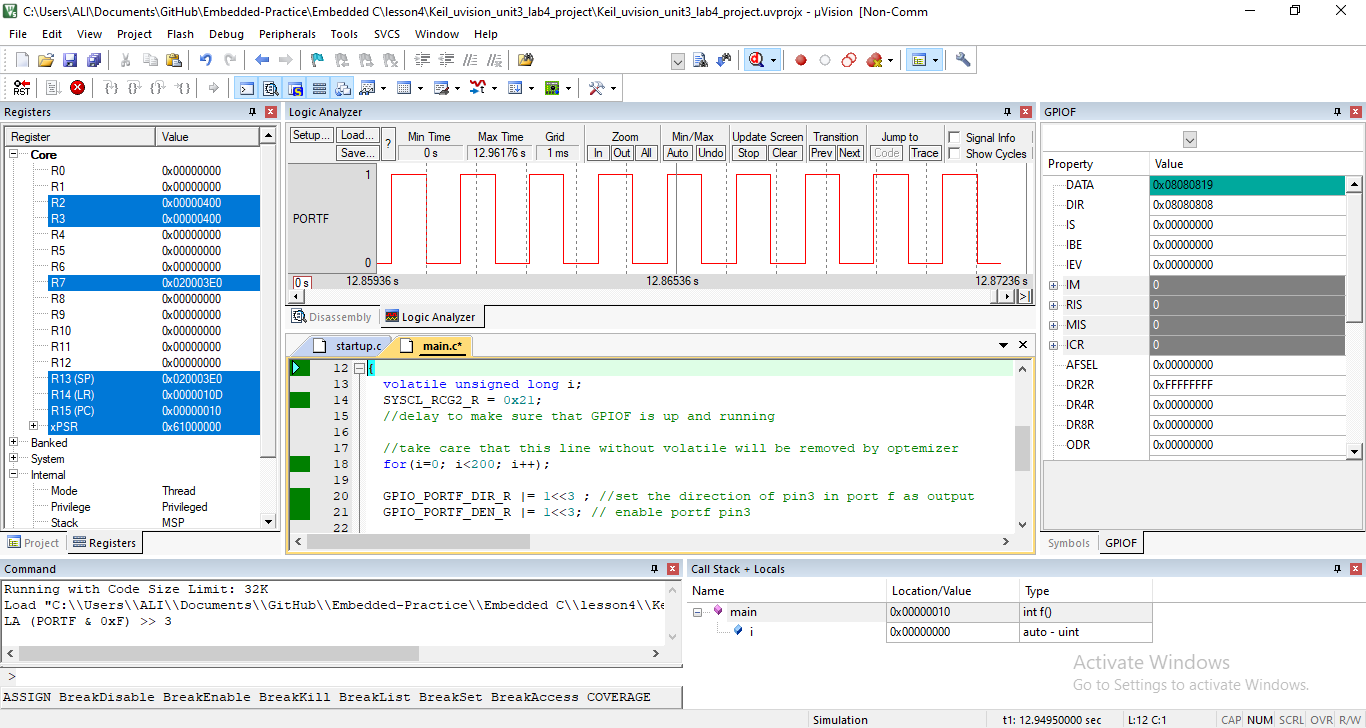 C:\Users\ALI\Documents\GitHub\Embedded-Practice\Embedded C\lesson4\Keil_uvision_unit3_lab4_project\Keil_uvision_unit3_lab4_project.uvprojx - µVision [Non-Comm
File Edit View Project Flash Debug Peripherals Tools SVCS Window Help
RST
Registers
Register Value
Core
R0 0x00000000
R1 0x00000000
R2 0x00000400
R3 0x00000400
R4 0x00000000
R5 0x00000000
R6 0x00000000
R7 0x020003E0
R8 0x00000000
R9 0x00000000
R10 0x00000000
R11 0x00000000
R12 0x00000000
R13 (SP) 0x020003E0
R14 (LR) 0x0000010D
R15 (PC) 0x00000010
xPSR 0x61000000
Banked
System
Internal
Mode Thread
Privilege Privileged
Stack MSP
Project Registers
Logic Analyzer
Setup... Load... Save... ? Min Time Max Time Grid Zoom Min/Max Update Screen Transition Jump to Signal Info
0 s 12.96176 s 1 ms In Out All Auto Undo Stop Clear Prev Next Code Trace Show Cycles
1
PORTF
0
0 s 12.85936 s 12.86536 s 12.87236 s
Disassembly Logic Analyzer
startup.c main.c*
12 {
13 volatile unsigned long i;
14 SYSCL_RCG2_R = 0x21;
15 //delay to make sure that GPIOF is up and running
16
17 //take care that this line without volatile will be removed by optemizer
18 for(i=0; i<200; i++);
19
20 GPIO_PORTF_DIR_R |= 1<<3 ; //set the direction of pin3 in port f as output
21 GPIO_PORTF_DEN_R |= 1<<3; // enable portf pin3
22
GPIOF
Property Value
DATA 0x08080819
DIR 0x08080808
IS 0x00000000
IBE 0x00000000
IEV 0x00000000
IM 0
RIS 0
MIS 0
ICR 0
AFSEL 0x00000000
DR2R 0xFFFFFFFF
DR4R 0x00000000
DR8R 0x00000000
ODR 0x00000000
Symbols GPIOF
Command
Running with Code Size Limit: 32K
Load "C:\\Users\\ALI\\Documents\\GitHub\\Embedded-Practice\\Embedded C\\lesson4\\Ke
LA (PORTF & 0xF) >> 3
>
ASSIGN BreakDisable BreakEnable BreakKill BreakList BreakSet BreakAccess COVERAGE
Call Stack + Locals
Name Location/Value Type
main 0x00000010 int f()
i 0x00000000 auto - uint
Activate Windows
Go to Settings to activate Windows.
Simulation t1: 12.94950000 sec L:12 C:1 CAP NUM SCRL OVR R/W